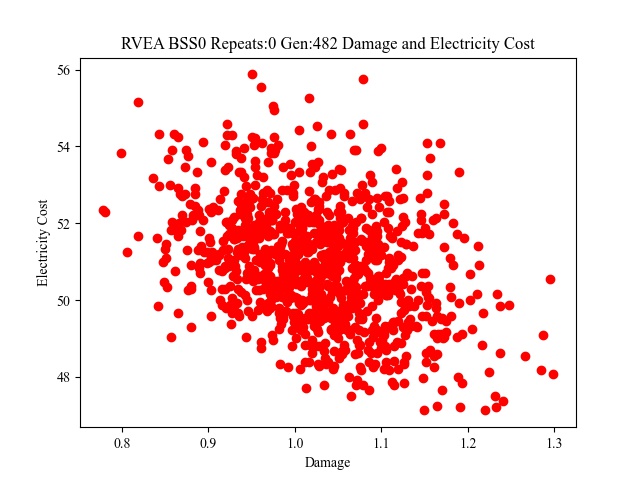 RVEA BSS0 Repeats:0 Gen:482 Damage and Electricity Cost
56
54
52
50
48
Electricity Cost
0.8 0.9 1.0 1.1 1.2 1.3
Damage